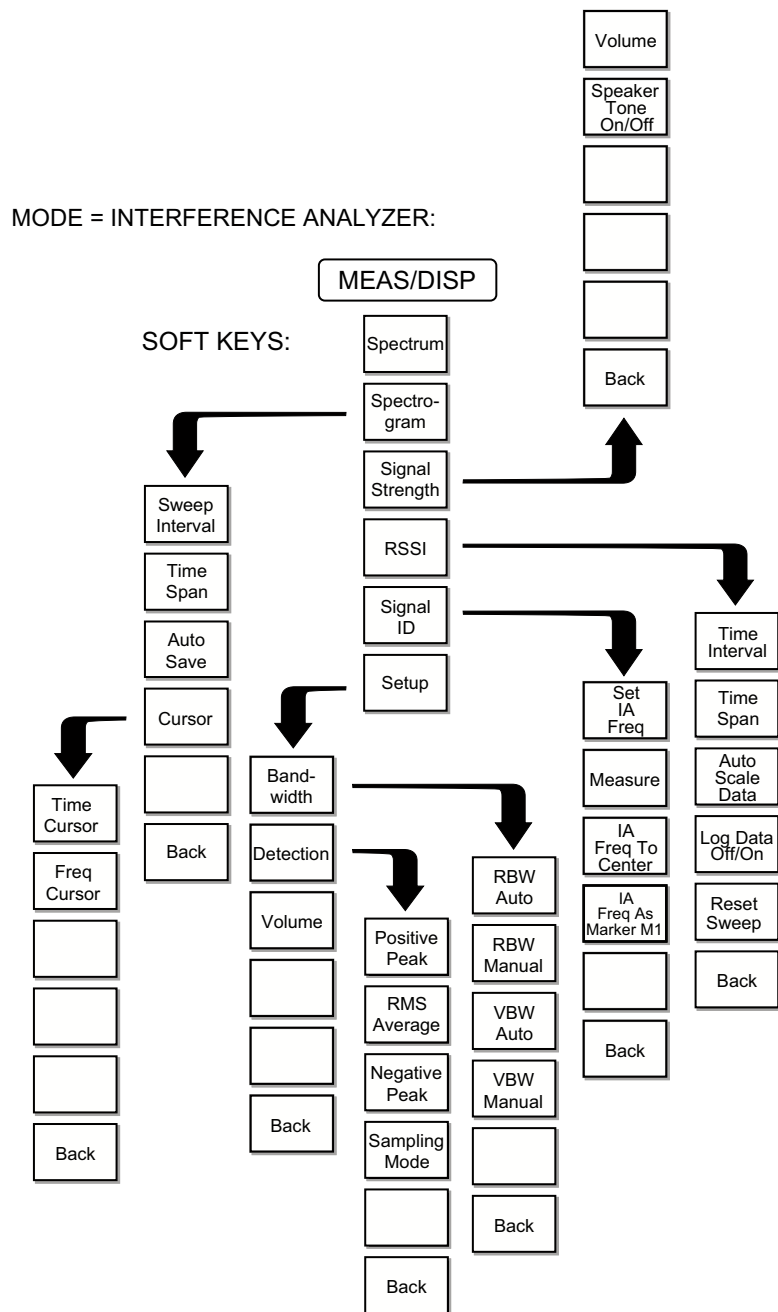 Volume
Speaker
Tone
On/Off
Back
MODE = INTERFERENCE ANALYZER:
MEAS/DISP
SOFT KEYS:
Spectrum
Spectro-
gram
Signal
Strength
RSSI
Signal
ID
Setup
Sweep
Interval
Time
Span
Auto
Save
Cursor
Back
Time
Cursor
Freq
Cursor
Back
Band-
width
Detection
Volume
Back
Positive
Peak
RMS
Average
Negative
Peak
Sampling
Mode
Back
RBW
Auto
RBW
Manual
VBW
Auto
VBW
Manual
Back
Set
IA
Freq
Measure
IA
Freq To
Center
IA
Freq As
Marker M1
Back
Time
Interval
Time
Span
Auto
Scale
Data
Log Data
Off/On
Reset
Sweep
Back